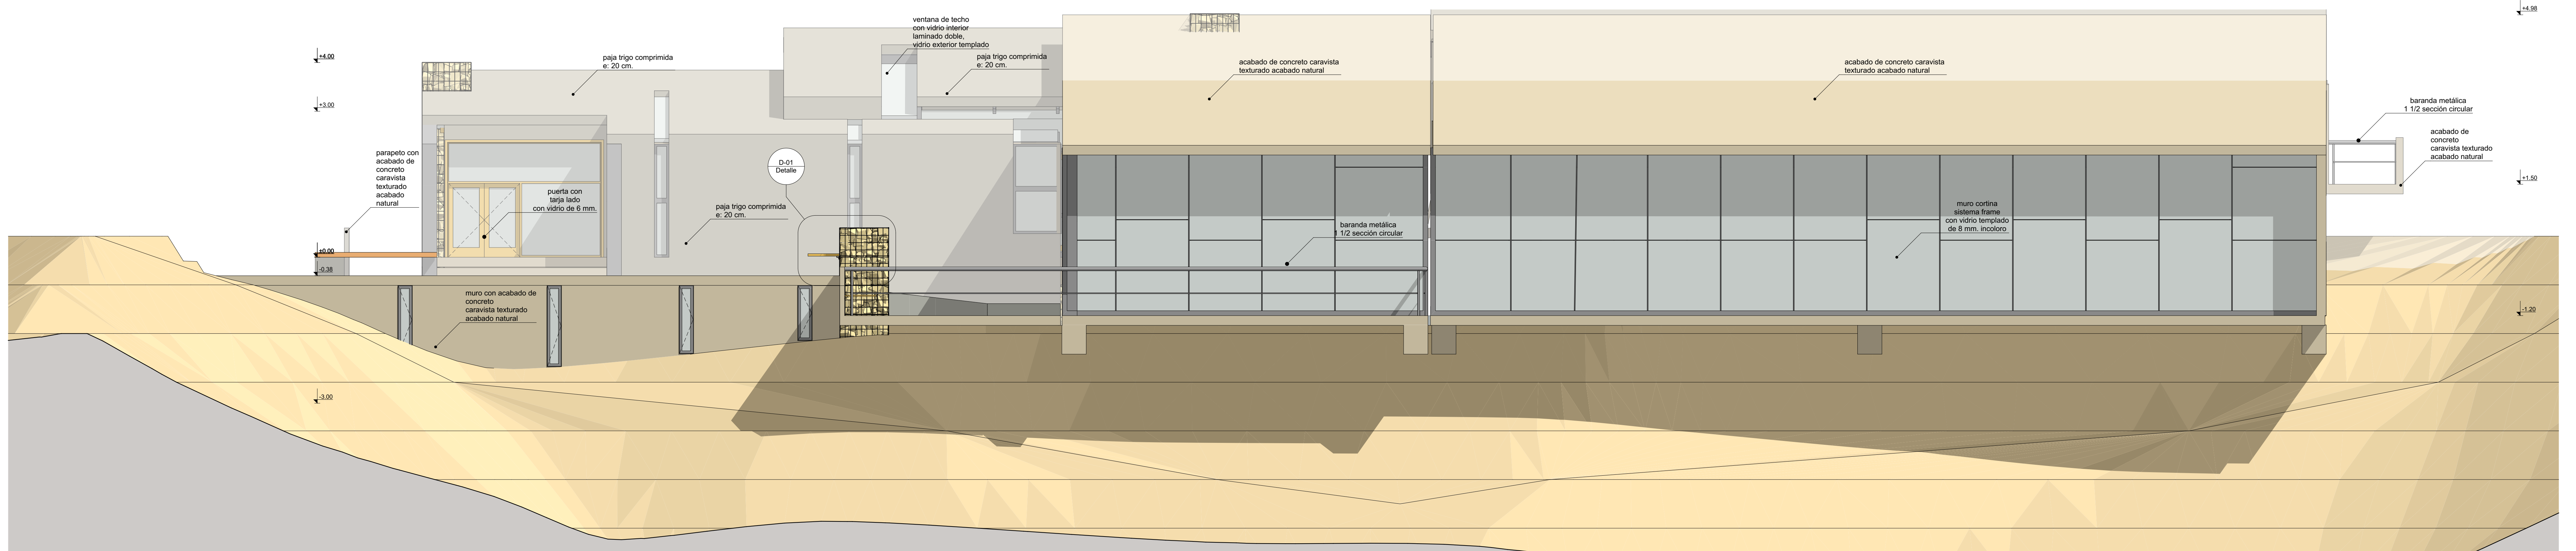 +4.00
+3.00
parapeto con
acabado de
concreto
caravista
texturado
acabado
natural
+0.00
-0.38
-3.00
paja trigo comprimida
e: 20 cm.
puerta con
tarja lado
con vidrio de 6 mm.
muro con acabado de
concreto
caravista texturado
acabado natural
paja trigo comprimida
e: 20 cm.
D-01
Detalle
ventana de techo
con vidrio interior
laminado doble,
vidrio exterior templado
paja trigo comprimida
e: 20 cm.
acabado de concreto caravista
texturado acabado natural
baranda metálica
1 1/2 sección circular
acabado de concreto caravista
texturado acabado natural
muro cortina
sistema frame
con vidrio templado
de 8 mm. incoloro
baranda metálica
1 1/2 sección circular
acabado de
concreto
caravista texturado
acabado natural
+4.98
+1.50
-1.20